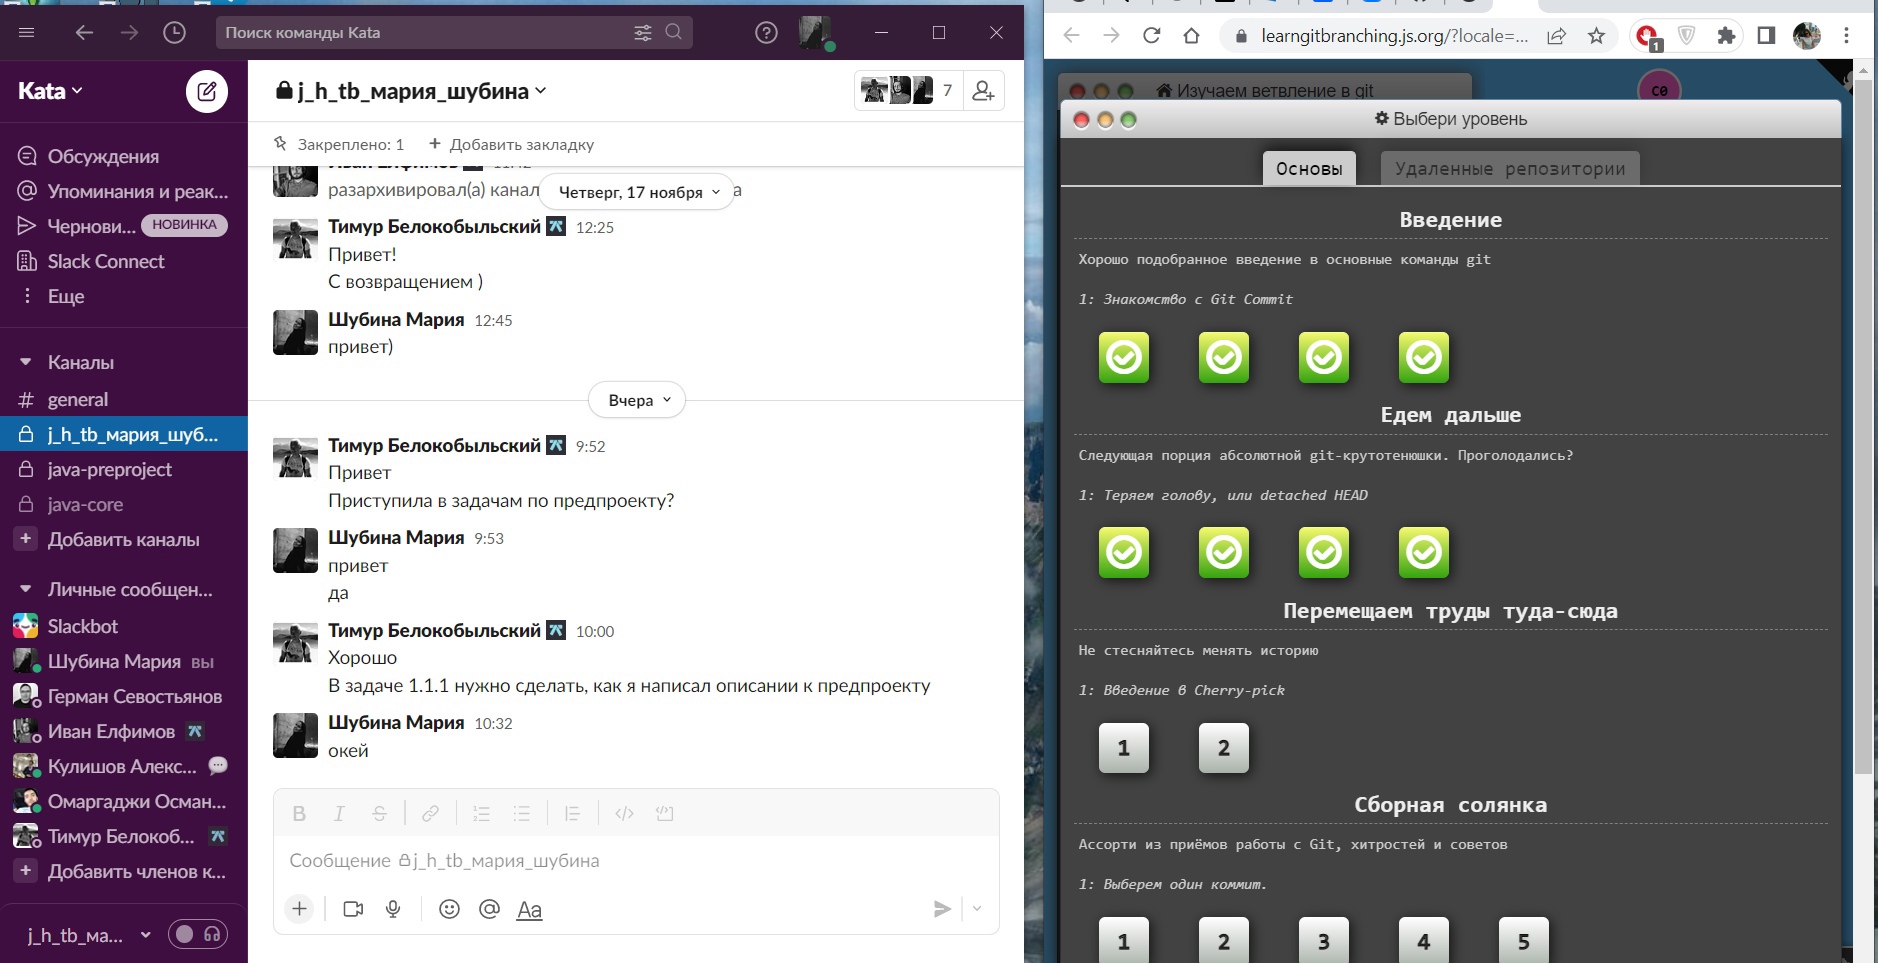 Поиск команды Kata
Kata
Обсуждения
Упоминания и реак...
Чернови...
НОВИНКА
Slack Connect
Еще
Каналы
general
j_h_tb_мария_шуб...
java-preproject
java-core
Добавить каналы
Личные сообщен...
Slackbot
Шубина Мария вы
Герман Севостьянов
Иван Елфимов
Кулишов Алекс...
Омаргаджи Осман...
Тимур Белокоб...
Добавить членов к...
j_h_tb_ма...
j_h_tb_мария_шубина
7
Закреплено: 1
Добавить закладку
Иван Елфимов 11:42
разархивировал(а) канал
а
Четверг, 17 ноября
Тимур Белокобыльский 12:25
Привет!
С возвращением )
Шубина Мария 12:45
привет)
Вчера
Тимур Белокобыльский 9:52
Привет
Приступила в задачам по предпроекту?
Шубина Мария 9:53
привет
да
Тимур Белокобыльский 10:00
Хорошо
В задаче 1.1.1 нужно сделать, как я написал описании к предпроекту
Шубина Мария 10:32
окей
B I S
Сообщение j_h_tb_мария_шубина
Aa
learngitbranching.js.org/?locale=...
1
Изучаем ветвление в git
C0
Выбери уровень
Основы
Удаленные репозитории
Введение
Хорошо подобранное введение в основные команды git
1: Знакомство с Git Commit
Едем дальше
Следующая порция абсолютной git-крутотенюшки. Проголодались?
1: Теряем голову, или detached HEAD
Перемещаем труды туда-сюда
Не стесняйтесь менять историю
1: Введение в Cherry-pick
1 2
Сборная солянка
Ассорти из приёмов работы с Git, хитростей и советов
1: Выберем один коммит.
1 2 3 4 5